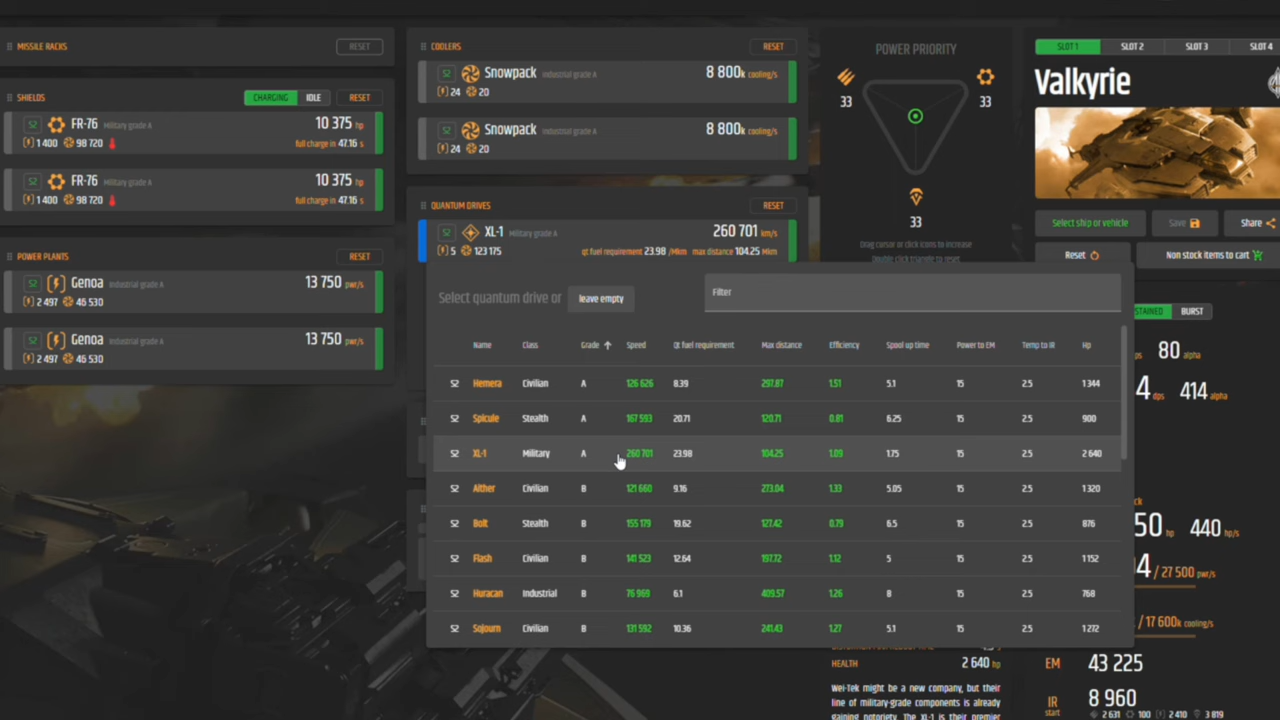 MISSILE RACKS
RESET
SHIELDS
CHARGING
IDLE
RESET
S2 FR-76 Military grade A 10 375 hp
1 400 98 720 full charge in 47.16 s
S2 FR-76 Military grade A 10 375 hp
1 400 98 720 full charge in 47.16 s
POWER PLANTS
RESET
S2 Genoa Industrial grade A 13 750 pwr/s
2 497 46 530
S2 Genoa Industrial grade A 13 750 pwr/s
2 497 46 530
COOLERS
RESET
S2 Snowpack Industrial grade A 8 800k cooling/s
24 20
S2 Snowpack Industrial grade A 8 800k cooling/s
24 20
QUANTUM DRIVES
RESET
S2 XL-1 Military grade A 260 701 km/s
5 123 175 qt fuel requirement 23.98 /Mkm max distance 104.25 Mkm
Select quantum drive or leave empty
Filter
Name Class Grade Speed Qt fuel requirement Max distance Efficiency Spool up time Power to EM Temp to IR Hp
S2 Hemera Civilian A 126 626 8.39 297.87 1.51 5.1 15 2.5 1 344
S2 Spicule Stealth A 167 593 20.71 120.71 0.81 6.25 15 2.5 900
S2 XL-1 Military A 260 701 23.98 104.25 1.09 1.75 15 2.5 2 640
S2 Aither Civilian B 121 660 9.16 273.04 1.33 5.05 15 2.5 1 320
S2 Bolt Stealth B 155 179 19.62 127.42 0.79 6.5 15 2.5 876
S2 Flash Civilian B 141 523 12.64 197.72 1.12 5 15 2.5 1 152
S2 Huracan Industrial B 76 969 6.1 409.57 1.26 8 15 2.5 768
S2 Sojourn Civilian B 131 592 10.36 241.43 1.27 5.1 15 2.5 1 272
POWER PRIORITY
33
33
33
Drag cursor or click icons to increase
double click triangle to reset
SLOT 1 SLOT 2 SLOT 3 SLOT 4
Valkyrie
Select ship or vehicle
Save
Share
Reset
Non stock items to cart
STAINED BURST
80 alpha
4 dps 414 alpha
50 440 hp/s
4 / 27 500 pwr/s
/ 17 600k cooling/s
HEALTH 2 640 hp
Wei-Tek might be a new company, but their
line of military-grade components is already
gaining notoriety. The XL-1 is their premier
EM 43 225
IR 8 960
start 2 631 100 2 410 3 819